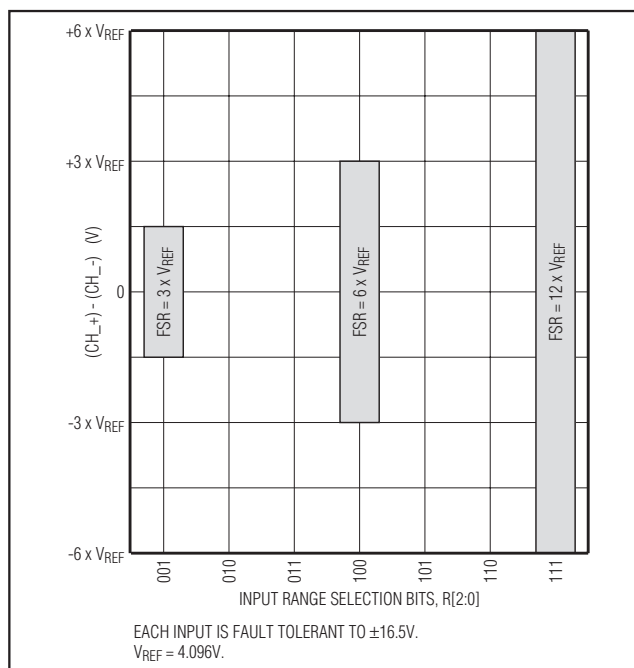 +6 x VREF
+3 x VREF
0
-3 x VREF
-6 x VREF
(CH_+) - (CH_-) (V)
FSR = 3 x VREF
FSR = 6 x VREF
FSR = 12 x VREF
001
010
011
100
101
110
111
INPUT RANGE SELECTION BITS, R[2:0]
EACH INPUT IS FAULT TOLERANT TO ±16.5V.
VREF = 4.096V.